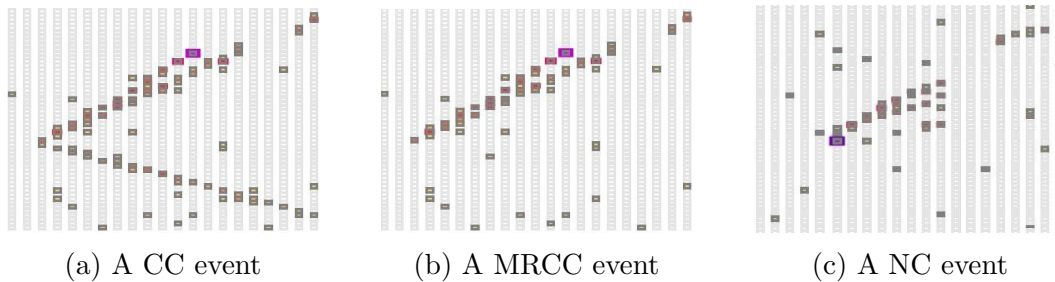 (a) A CC event
(b) A MRCC event
(c) A NC event